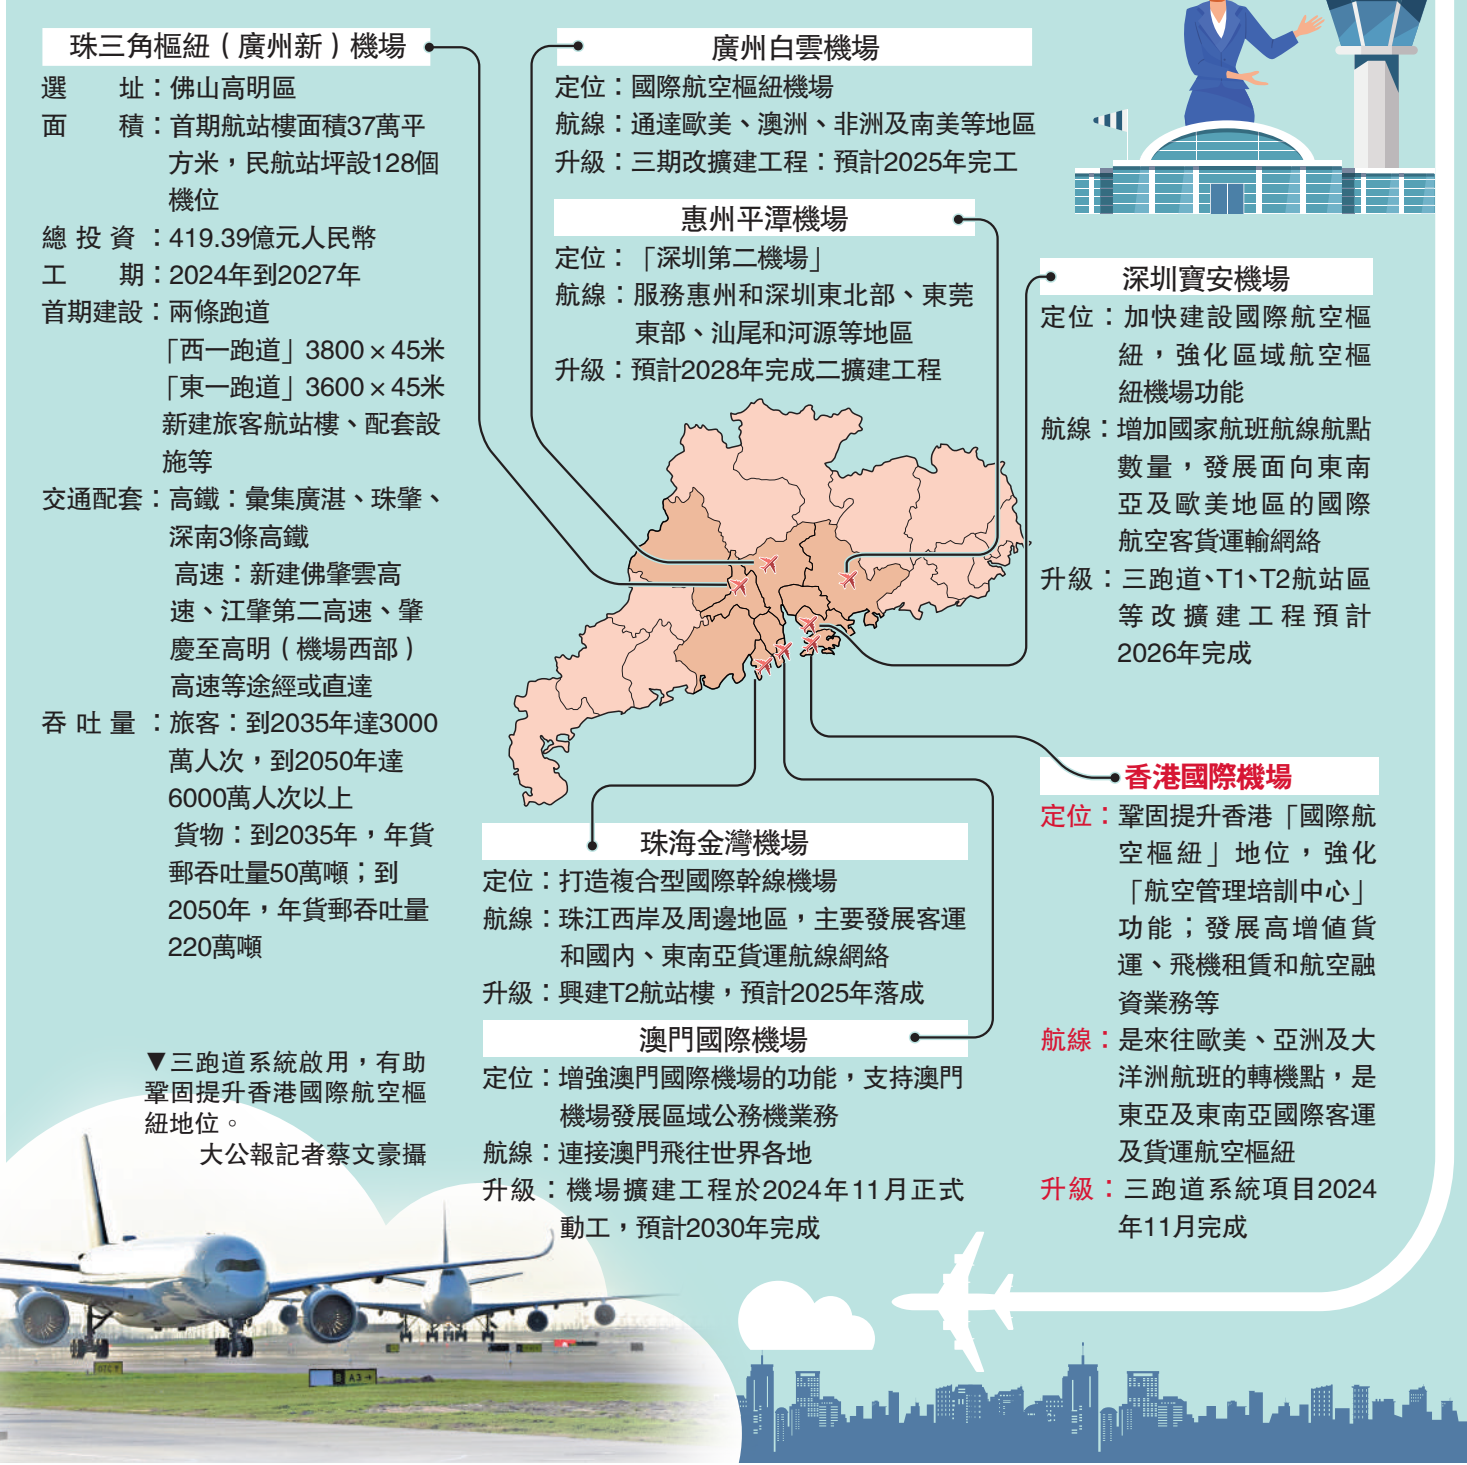 珠三角樞紐（廣州新）機場
選　　址：佛山高明區
面　　積：首期航站樓面積37萬平
方米，民航站坪設128個
機位
總投資：419.39億元人民幣
工　　期：2024年到2027年
首期建設：兩條跑道
「西一跑道」3800×45米
「東一跑道」3600×45米
新建旅客航站樓、配套設
施等
交通配套：高鐵：彙集廣湛、珠肇、
深南3條高鐵
高速：新建佛肇雲高
速、江肇第二高速、肇
慶至高明（機場西部）
高速等途經或直達
吞吐量：旅客：到2035年達3000
萬人次，到2050年達
6000萬人次以上
貨物：到2035年，年貨
郵吞吐量50萬噸；到
2050年，年貨郵吞吐量
220萬噸
廣州白雲機場
定位：國際航空樞紐機場
航線：通達歐美、澳洲、非洲及南美等地區
升級：三期改擴建工程：預計2025年完工
惠州平潭機場
定位：「深圳第二機場」
航線：服務惠州和深圳東北部、東莞
東部、汕尾和河源等地區
升級：預計2028年完成二擴建工程
深圳寶安機場
定位：加快建設國際航空樞
紐，強化區域航空樞
紐機場功能
航線：增加國家航班航線航點
數量，發展面向東南
亞及歐美地區的國際
航空客貨運輸網絡
升級：三跑道、T1、T2航站區
等改擴建工程預計
2026年完成
珠海金灣機場
定位：打造複合型國際幹線機場
航線：珠江西岸及周邊地區，主要發展客運
和國內、東南亞貨運航線網絡
升級：興建T2航站樓，預計2025年落成
澳門國際機場
定位：增強澳門國際機場的功能，支持澳門
機場發展區域公務機業務
航線：連接澳門飛往世界各地
升級：機場擴建工程於2024年11月正式
動工，預計2030年完成
香港國際機場
定位：鞏固提升香港「國際航
空樞紐」地位，強化
「航空管理培訓中心」
功能；發展高增值貨
運、飛機租賃和航空融
資業務等
航線：是來往歐美、亞洲及大
洋洲航班的轉機點，是
東亞及東南亞國際客運
及貨運航空樞紐
升級：三跑道系統項目2024
年11月完成
▼三跑道系統啟用，有助
鞏固提升香港國際航空樞
紐地位。
大公報記者蔡文豪攝
B A3→